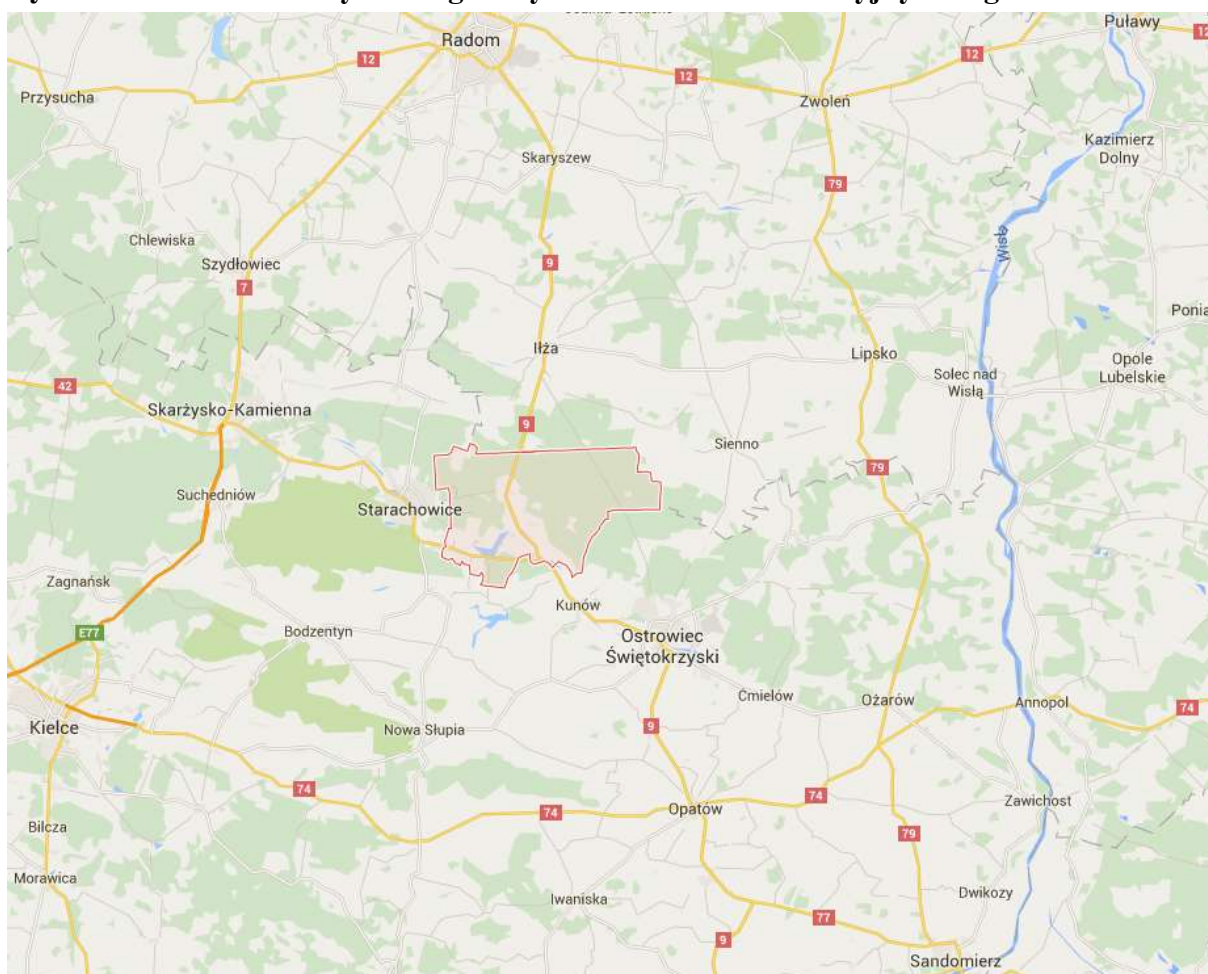 Puławy
Radom
12
12
12
12
Przysucha
Zwoleń
Kazimierz
Dolny
Skaryszew
79
Wisła
Chlewiska
Szydłowiec
9
7
Iłża
Lipsko
Opole
Lubelskie
Solec nad
Wisłą
42
Skarżysko-Kamienna
9
Sienno
79
Suchedniów
Starachowice
Zagnańsk
Kunów
E77
Bodzentyn
Ostrowiec
Świętokrzyski
Ćmielów
Ożarów
Annopol
74
Kielce
Nowa Słupia
9
74
74
74
Opatów
Zawichost
Bilcza
79
Morawica
Iwaniska
Dwikozy
77
9
Sandomierz